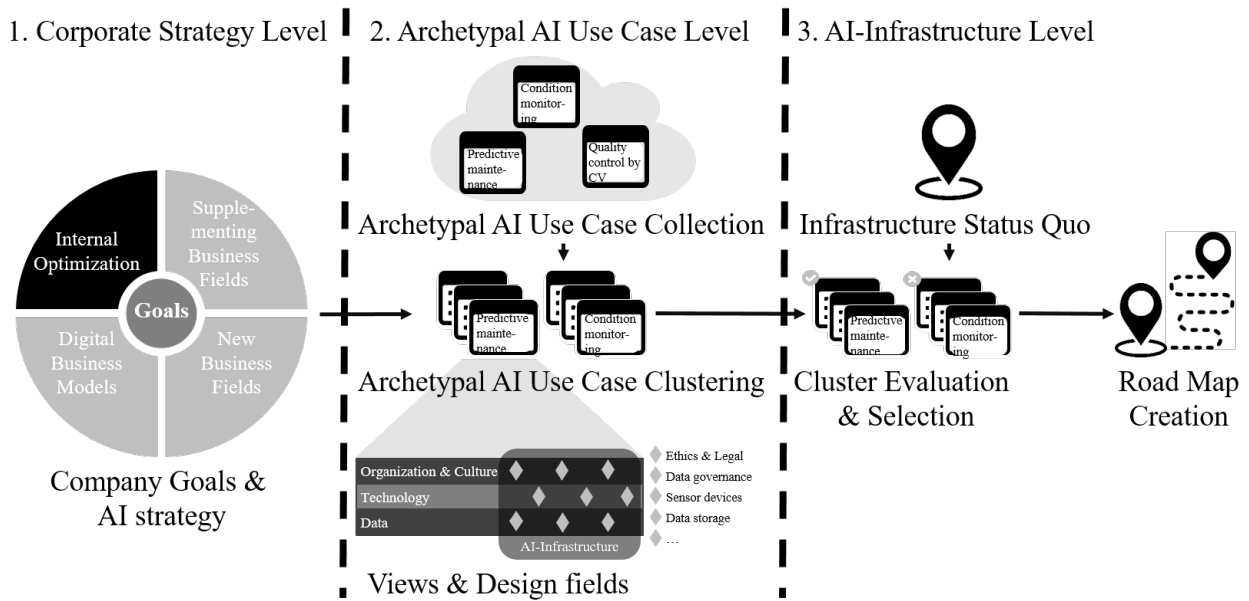 1. Corporate Strategy Level
Internal
Optimization
Supple-
menting
Business
Fields
Goals
Digital
Business
Models
New
Business
Fields
Company Goals &
AI strategy
2. Archetypal AI Use Case Level
Condition
monitor-
ing
Predictive
mainte-
nance
Quality
control by
CV
Archetypal AI Use Case Collection
Predictive
mainte-
nance
Condition
monitor-
ing
Archetypal AI Use Case Clustering
Organization & Culture
Technology
Data
AI-Infrastructure
Ethics & Legal
Data governance
Sensor devices
Data storage
...
Views & Design fields
3. AI-Infrastructure Level
Infrastructure Status Quo
Predictive
mainte-
nance
Condition
monitor-
ing
Cluster Evaluation
& Selection
Road Map
Creation